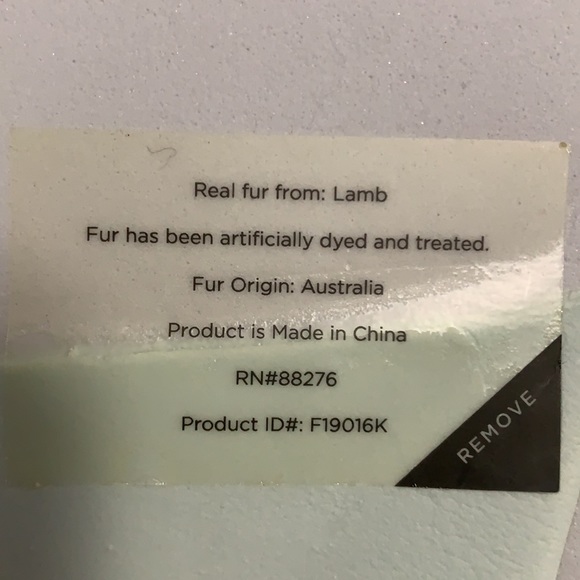 Real fur from: Lamb
Fur has been artificially dyed and treated.
Fur Origin: Australia
Product is Made in China
RN#88276
Product ID#: F19016K
REMOVE